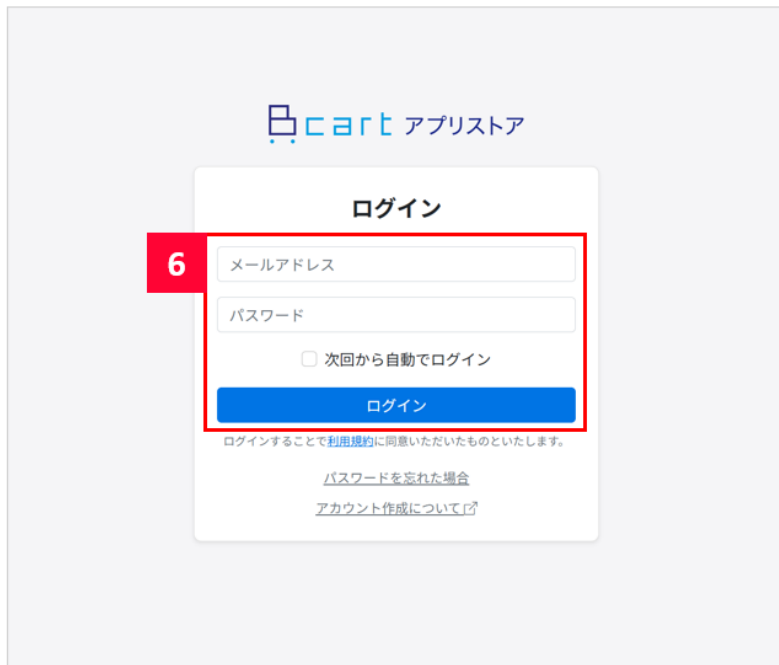 Bcart アプリストア
ログイン
6
メールアドレス
パスワード
次回から自動でログイン
ログイン
ログインすることで利用規約に同意いただいたものといたします。
パスワードを忘れた場合
アカウント作成について